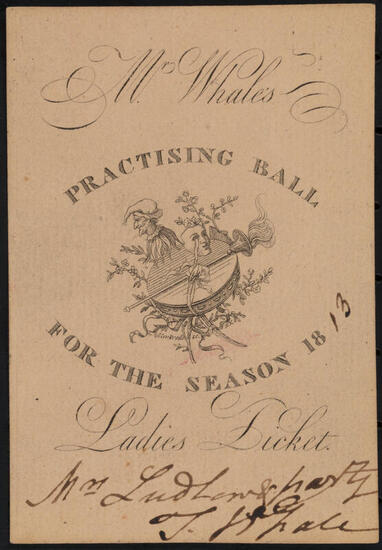 Mr. Whale's
PRACTISING BALL
FOR THE SEASON 1813
Ladies Ticket.
Mrs Ludlow & party
T. Whale